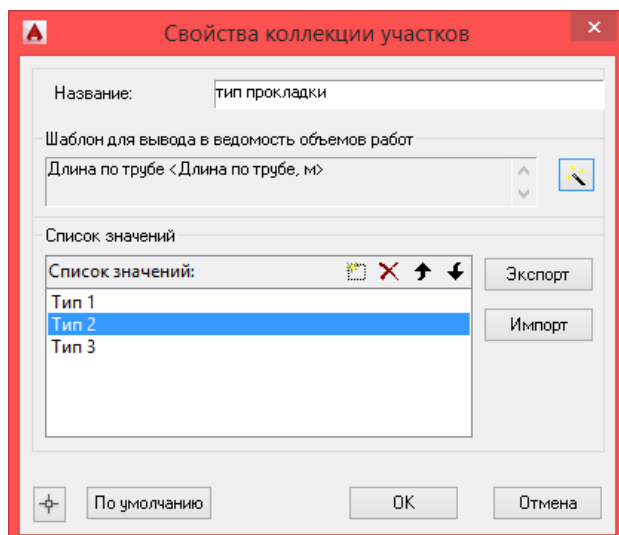 Свойства коллекции участков
Название: тип прокладки
Шаблон для вывода в ведомость объемов работ
Длина по трубе <Длина по трубе, м>
Список значений
Список значений:
Экспорт
Тип 1
Тип 2
Импорт
Тип 3
По умолчанию ОК Отмена